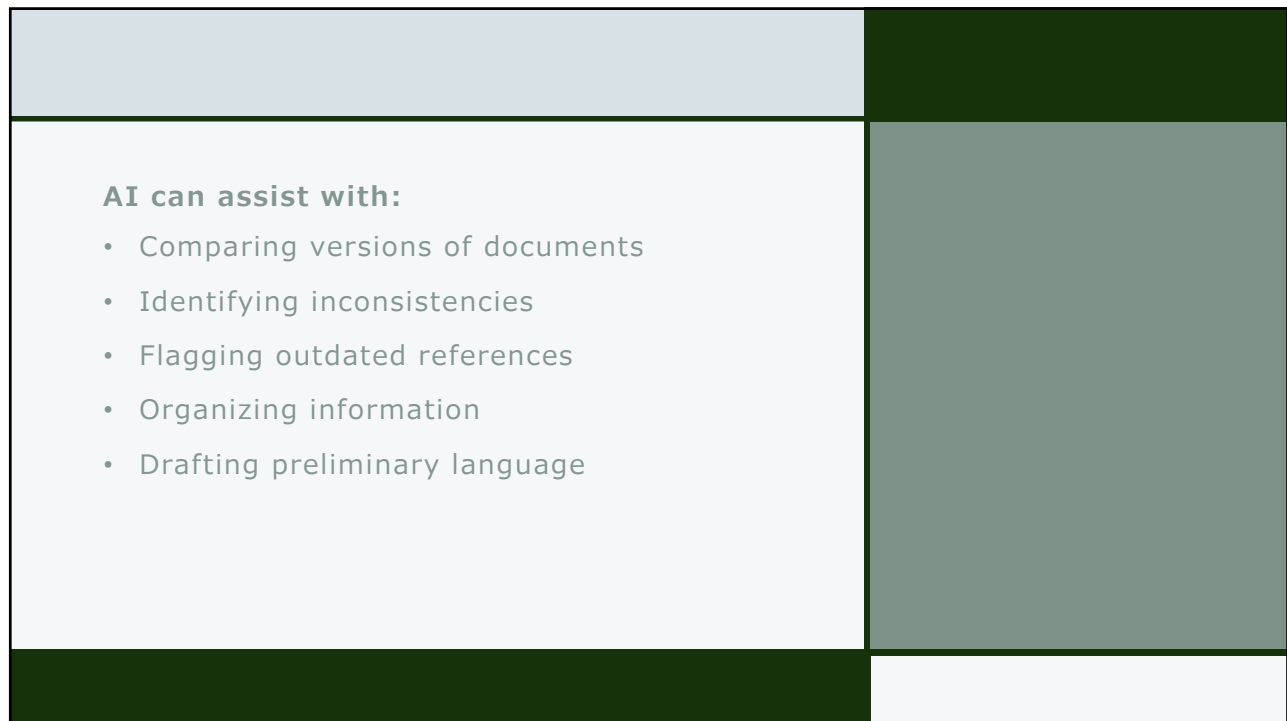 AI can assist with:
• Comparing versions of documents
• Identifying inconsistencies
• Flagging outdated references
• Organizing information
• Drafting preliminary language